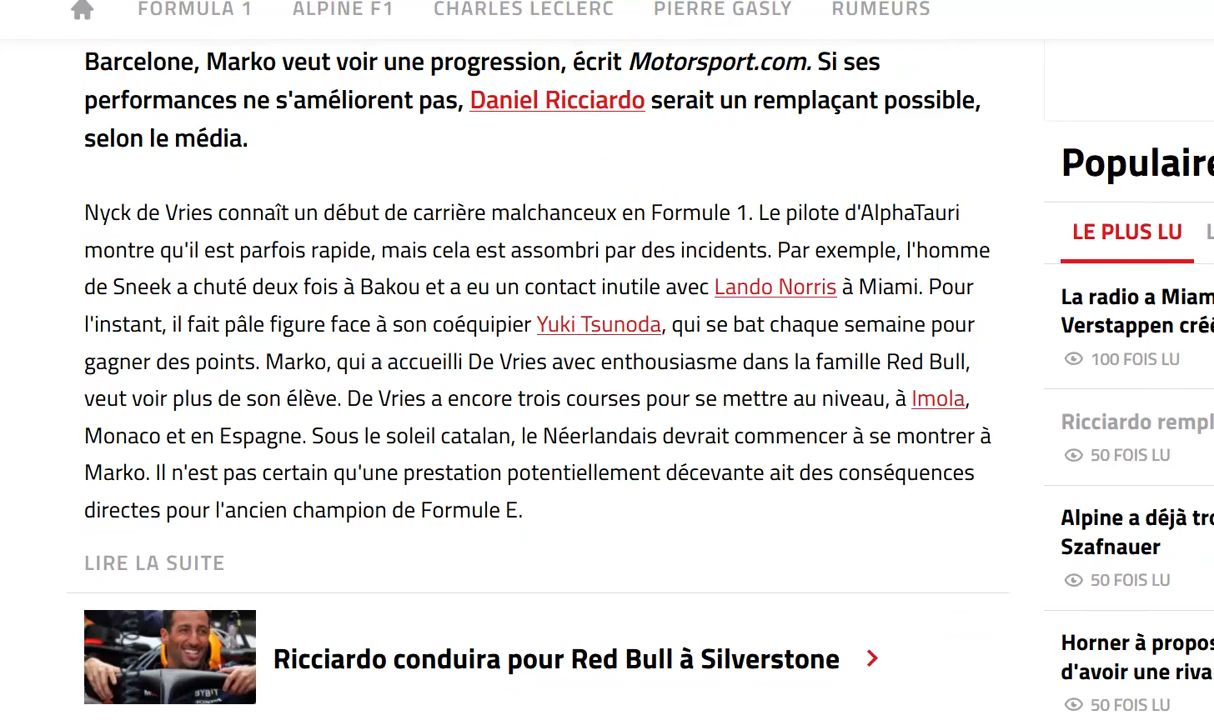 FORMULA 1 ALPINE F1 CHARLES LECLERC PIERRE GASLY RUMEURS
Barcelone, Marko veut voir une progression, écrit Motorsport.com. Si ses
performances ne s'améliorent pas, Daniel Ricciardo serait un remplaçant possible,
selon le média.
Nyck de Vries connaît un début de carrière malchanceux en Formule 1. Le pilote d'AlphaTauri
montre qu'il est parfois rapide, mais cela est assombri par des incidents. Par exemple, l'homme
de Sneek a chuté deux fois à Bakou et a eu un contact inutile avec Lando Norris à Miami. Pour
l'instant, il fait pâle figure face à son coéquipier Yuki Tsunoda, qui se bat chaque semaine pour
gagner des points. Marko, qui a accueilli De Vries avec enthousiasme dans la famille Red Bull,
veut voir plus de son élève. De Vries a encore trois courses pour se mettre au niveau, à Imola,
Monaco et en Espagne. Sous le soleil catalan, le Néerlandais devrait commencer à se montrer à
Marko. Il n'est pas certain qu'une prestation potentiellement décevante ait des conséquences
directes pour l'ancien champion de Formule E.
LIRE LA SUITE
BYBIT
Ricciardo conduira pour Red Bull à Silverstone
Populaire
LE PLUS LU
La radio a Miam
Verstappen créé
100 FOIS LU
Ricciardo rempl
50 FOIS LU
Alpine a déjà tro
Szafnauer
50 FOIS LU
Horner à propos
d'avoir une riva
50 FOIS LU